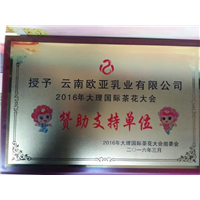 授予 云南欧亚乳业有限公司
2016年大理国际茶花大会
赞助支持单位
2016年大理国际茶花大会组委会
二〇一六年三月